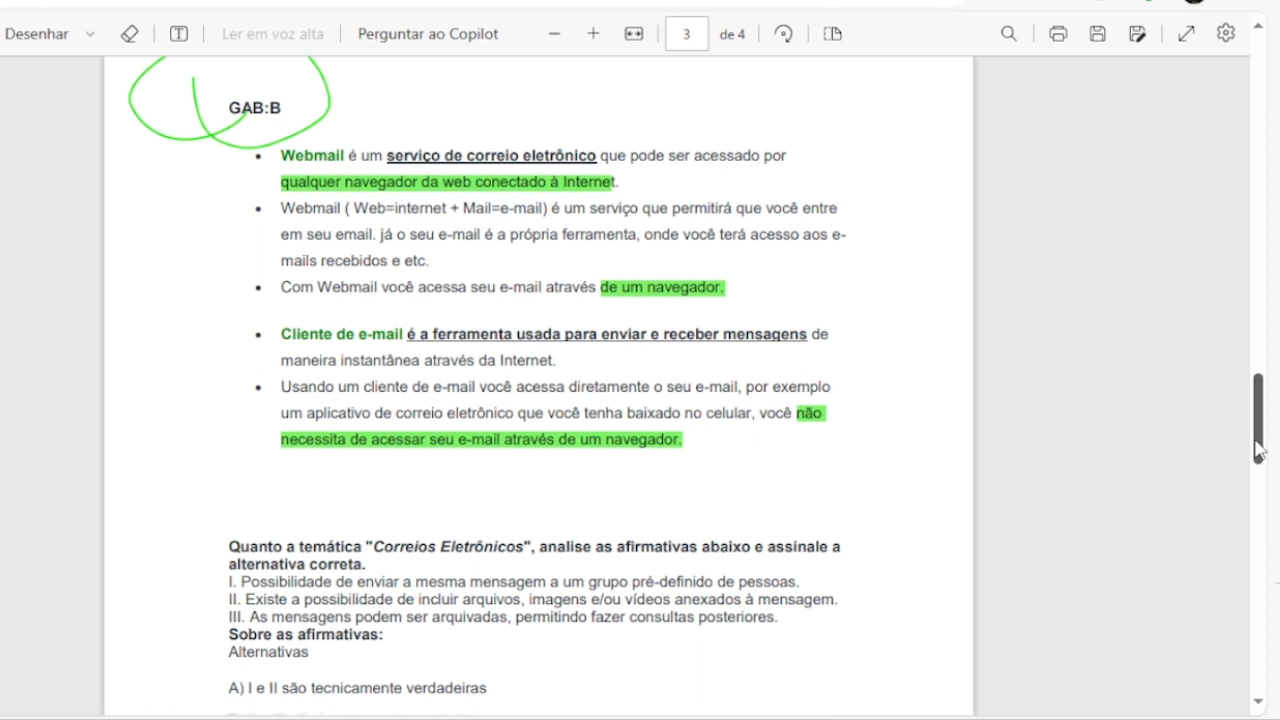 Desenhar
Ler em voz alta
Perguntar ao Copilot
3
de 4
GAB:B
Webmail é um serviço de correio eletrônico que pode ser acessado por
qualquer navegador da web conectado à Internet.
Webmail ( Web=internet + Mail=e-mail) é um serviço que permitirá que você entre
em seu email. já o seu e-mail é a própria ferramenta, onde você terá acesso aos e-
mails recebidos e etc.
Com Webmail você acessa seu e-mail através de um navegador.
Cliente de e-mail é a ferramenta usada para enviar e receber mensagens de
maneira instantânea através da Internet.
Usando um cliente de e-mail você acessa diretamente o seu e-mail, por exemplo
um aplicativo de correio eletrônico que você tenha baixado no celular, você não
necessita de acessar seu e-mail através de um navegador.
Quanto a temática "Correios Eletrônicos", analise as afirmativas abaixo e assinale a
alternativa correta.
I. Possibilidade de enviar a mesma mensagem a um grupo pré-definido de pessoas.
II. Existe a possibilidade de incluir arquivos, imagens e/ou vídeos anexados à mensagem.
III. As mensagens podem ser arquivadas, permitindo fazer consultas posteriores.
Sobre as afirmativas:
Alternativas
A) I e II são tecnicamente verdadeiras